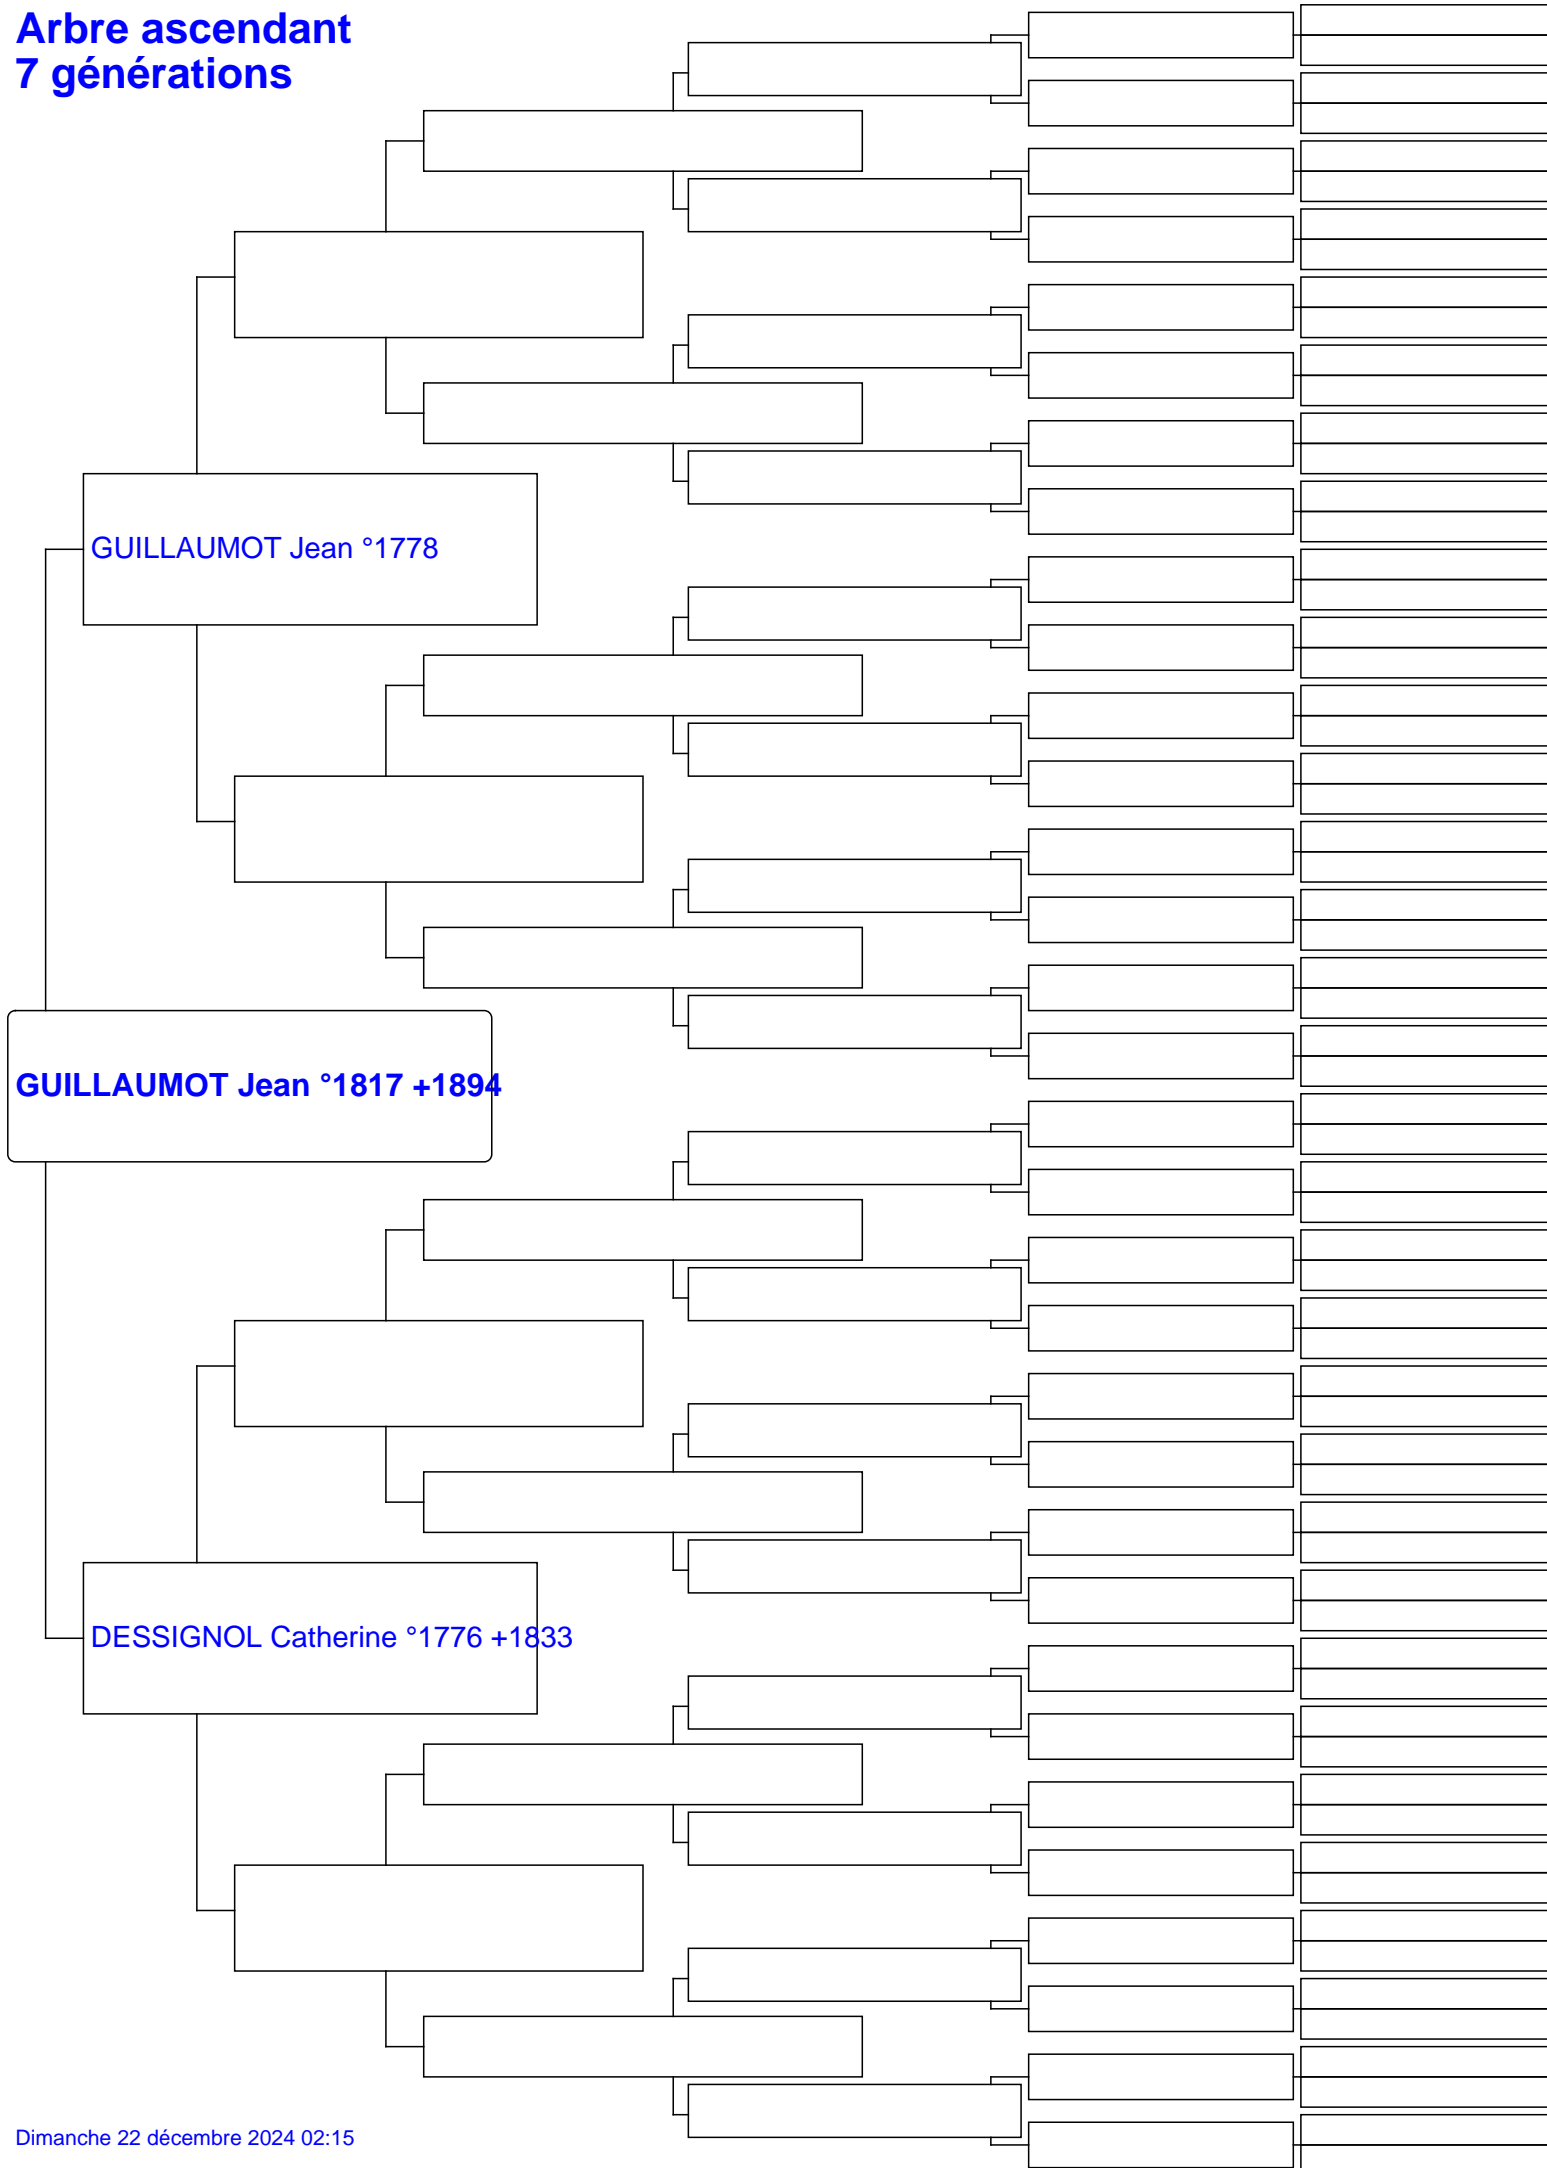 Arbre ascendant
7 générations
GUILLAUMOT Jean °1778
GUILLAUMOT Jean °1817 +1894
DESSIGNOL Catherine °1776 +1833
Dimanche 22 décembre 2024 02:15